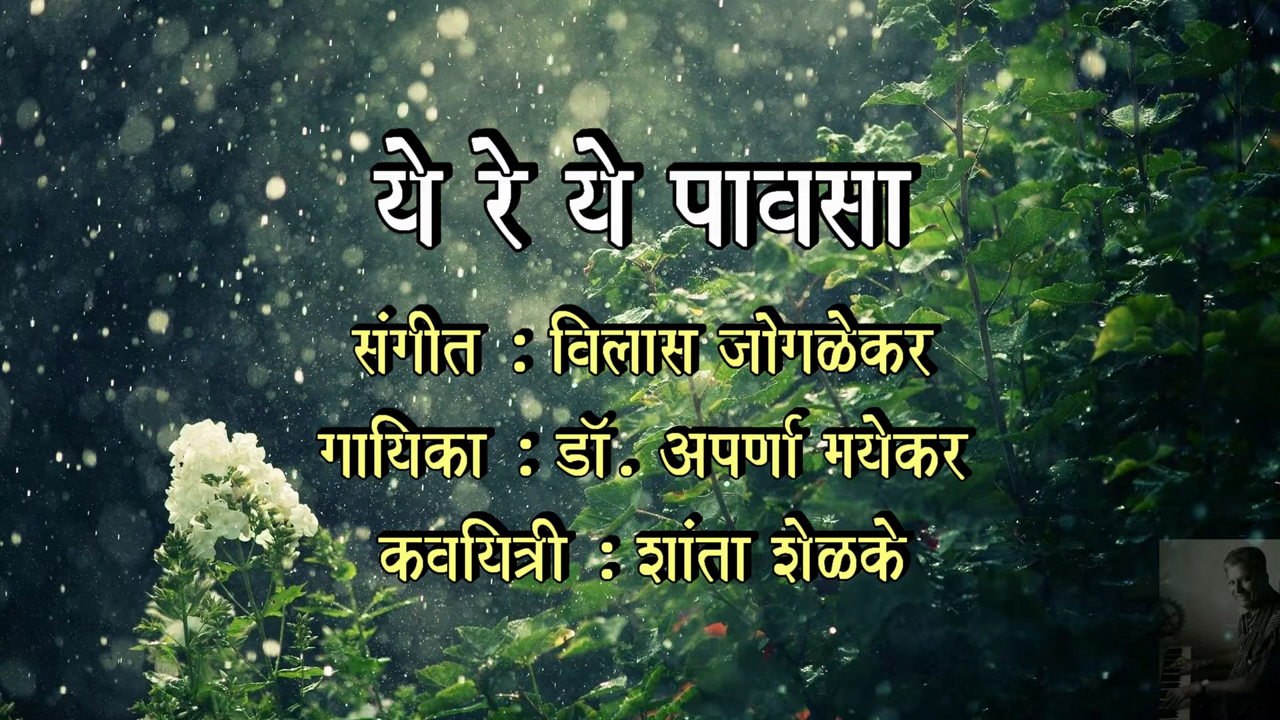 ये रे ये पावसा
संगीत : विलास जोगळेकर
गायिका : डॉ. अपर्णा मयेकर
कवयित्री : शांता शेळके